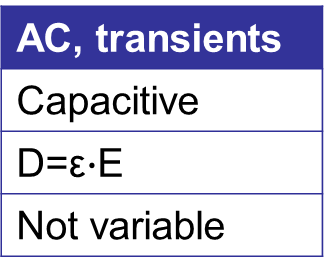 AC, transients
Capacitive
D=ε·E
Not variable